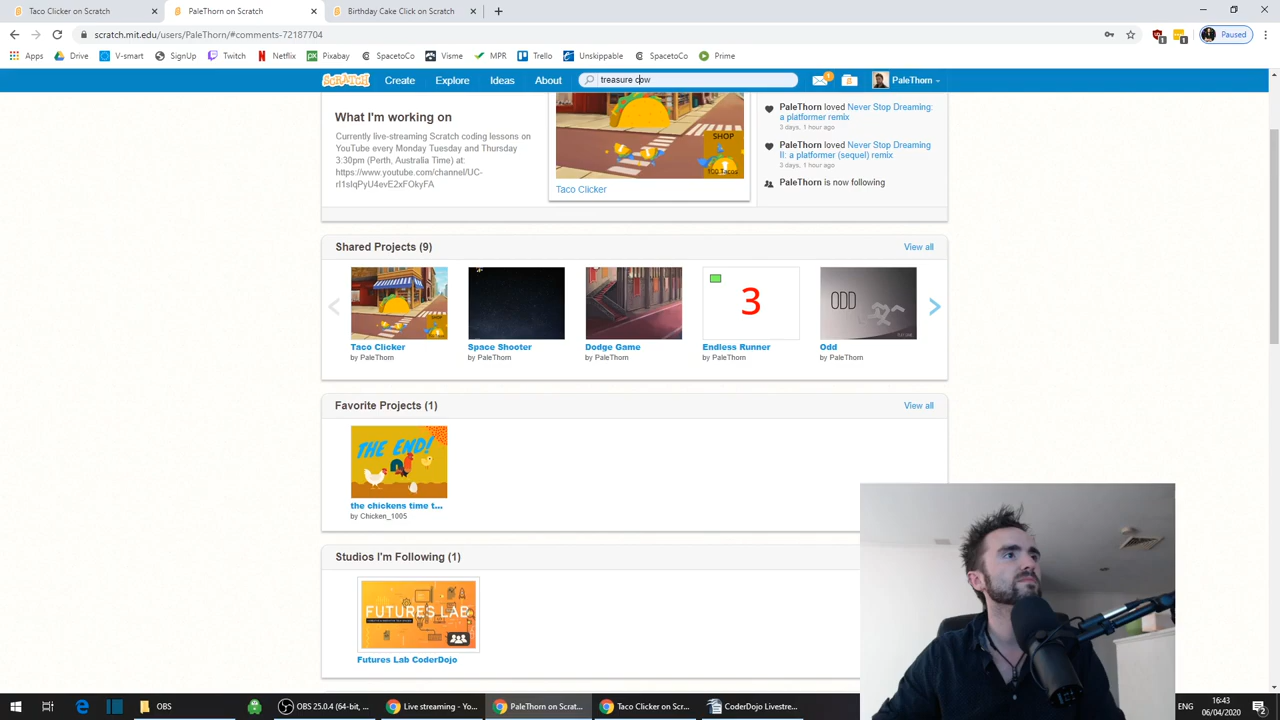 Taco Clicker on Scratch
PaleThorn on Scratch
Birthday Cake Click on Scratch
scratch.mit.edu/users/PaleThorn/#comments-72187704
Paused
Apps
Drive
V-smart
SignUp
Twitch
Netflix
Pixabay
SpacetoCo
Visme
MPR
Trello
Unskippable
SpacetoCo
Prime
SCRATCH
Create
Explore
Ideas
About
treasure cow
1
PaleThorn
What I'm working on
Currently live-streaming Scratch coding lessons on
YouTube every Monday Tuesday and Thursday
3:30pm (Perth, Australia Time) at:
https://www.youtube.com/channel/UC-
rI1sIqPyU4evE2xFOkyFA
SHOP
100 Tacos
Taco Clicker
PaleThorn loved Never Stop Dreaming:
a platformer remix
3 days, 1 hour ago
PaleThorn loved Never Stop Dreaming
II: a platformer (sequel) remix
3 days, 1 hour ago
PaleThorn is now following
Shared Projects (9)
View all
3
ODD
Taco Clicker
by PaleThorn
Space Shooter
by PaleThorn
Dodge Game
by PaleThorn
Endless Runner
by PaleThorn
Odd
by PaleThorn
Favorite Projects (1)
View all
THE END!
the chickens time t...
by Chicken_1005
Studios I'm Following (1)
FUTURES LAB
Futures Lab CoderDojo
OBS
OBS 25.0.4 (64-bit, ...
Live streaming - Yo...
PaleThorn on Scrat...
Taco Clicker on Scr...
CoderDojo Livestre...
ENG
16:43
06/04/2020
2